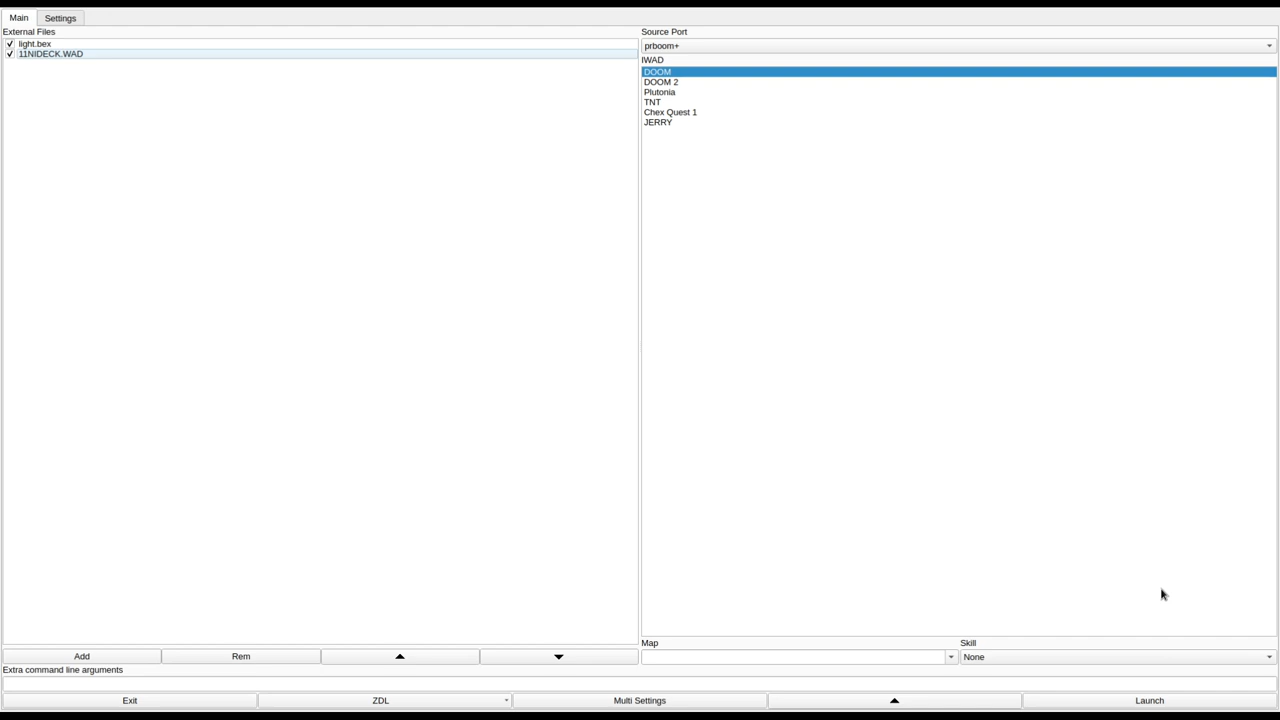 Main
Settings
External Files
light.bex
11NIDECK.WAD
Source Port
prboom+
IWAD
DOOM
DOOM 2
Plutonia
TNT
Chex Quest 1
JERRY
Map
Skill
None
Add
Rem
Extra command line arguments
Exit
ZDL
Multi Settings
Launch